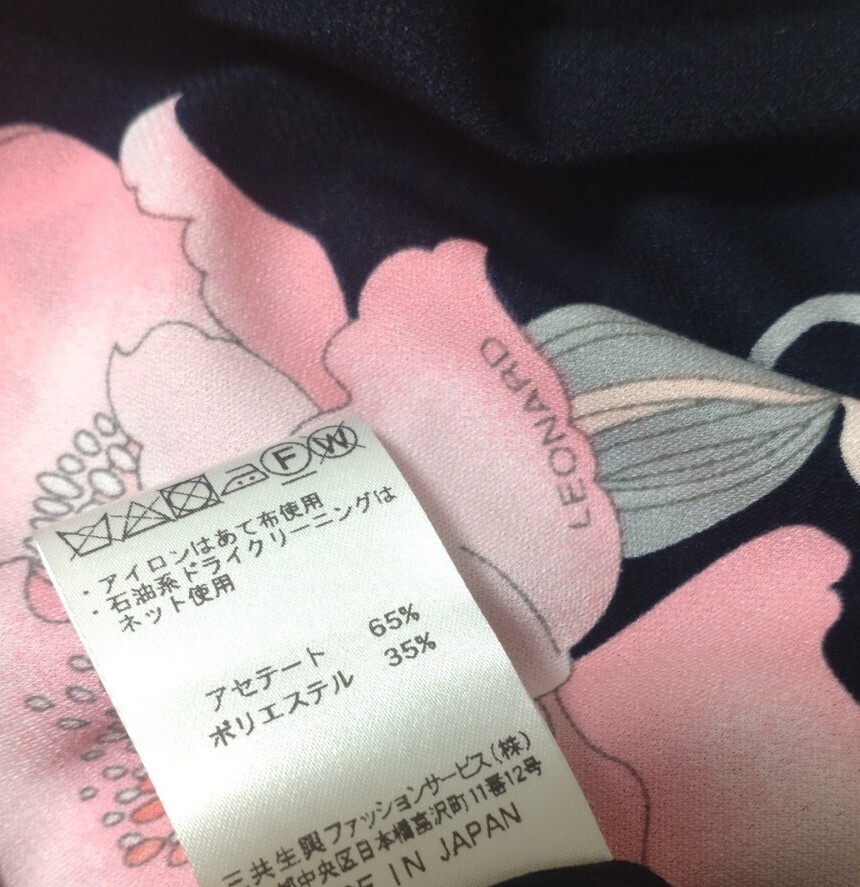 LEONARD
F W
・アイロンはあて布使用
・石油系ドライクリーニングは
ネット使用
アセテート 65%
ポリエステル 35%
三共生興ファッションサービス(株)
都中央区日本橋富沢町11番12号
IN JAPAN